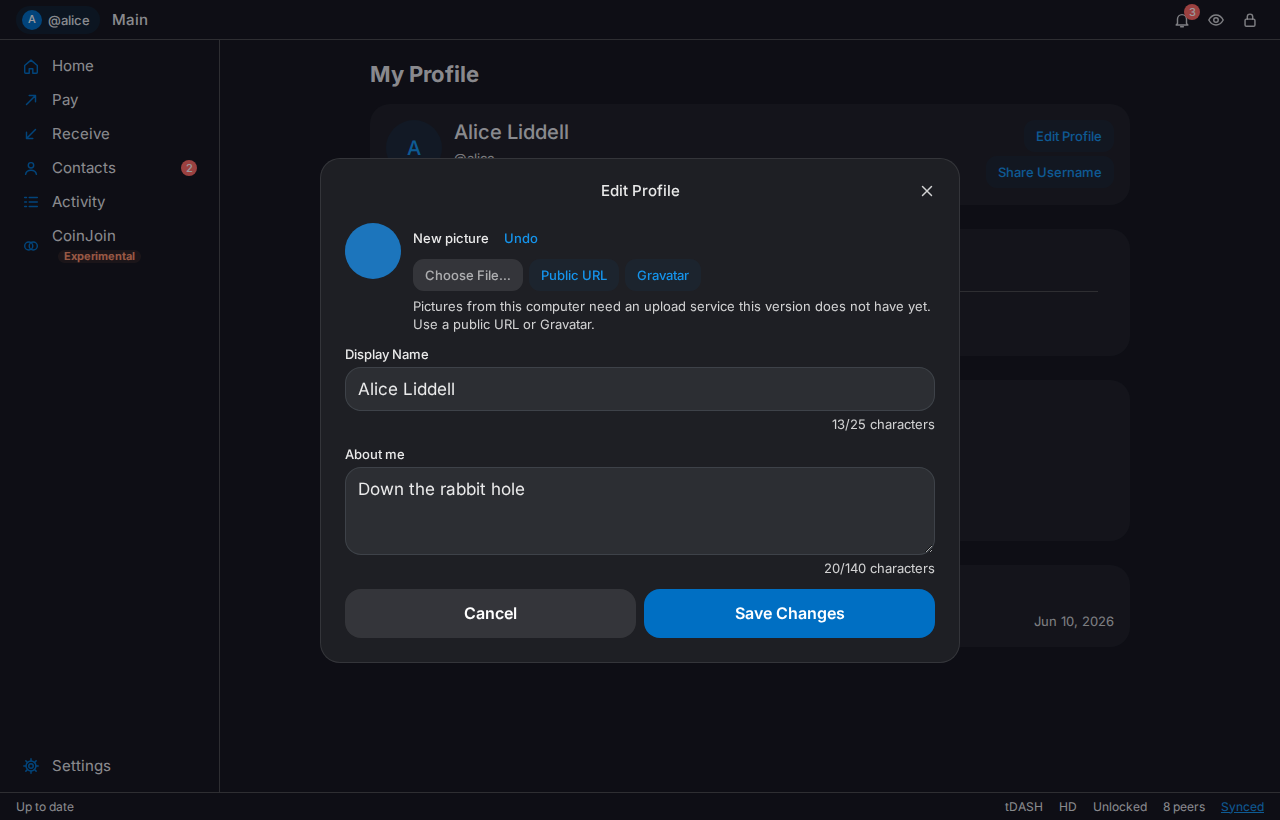 A @alice Main 3
Home
Pay
Receive
Contacts 2
Activity
CoinJoin
Experimental
Settings
My Profile
A
Alice Liddell
@alice
Edit Profile
Share Username
Edit Profile
New picture Undo
Choose File... Public URL Gravatar
Pictures from this computer need an upload service this version does not have yet.
Use a public URL or Gravatar.
Display Name
Alice Liddell
13/25 characters
About me
Down the rabbit hole
20/140 characters
Cancel Save Changes
Jun 10, 2026
Up to date tDASH HD Unlocked 8 peers Synced